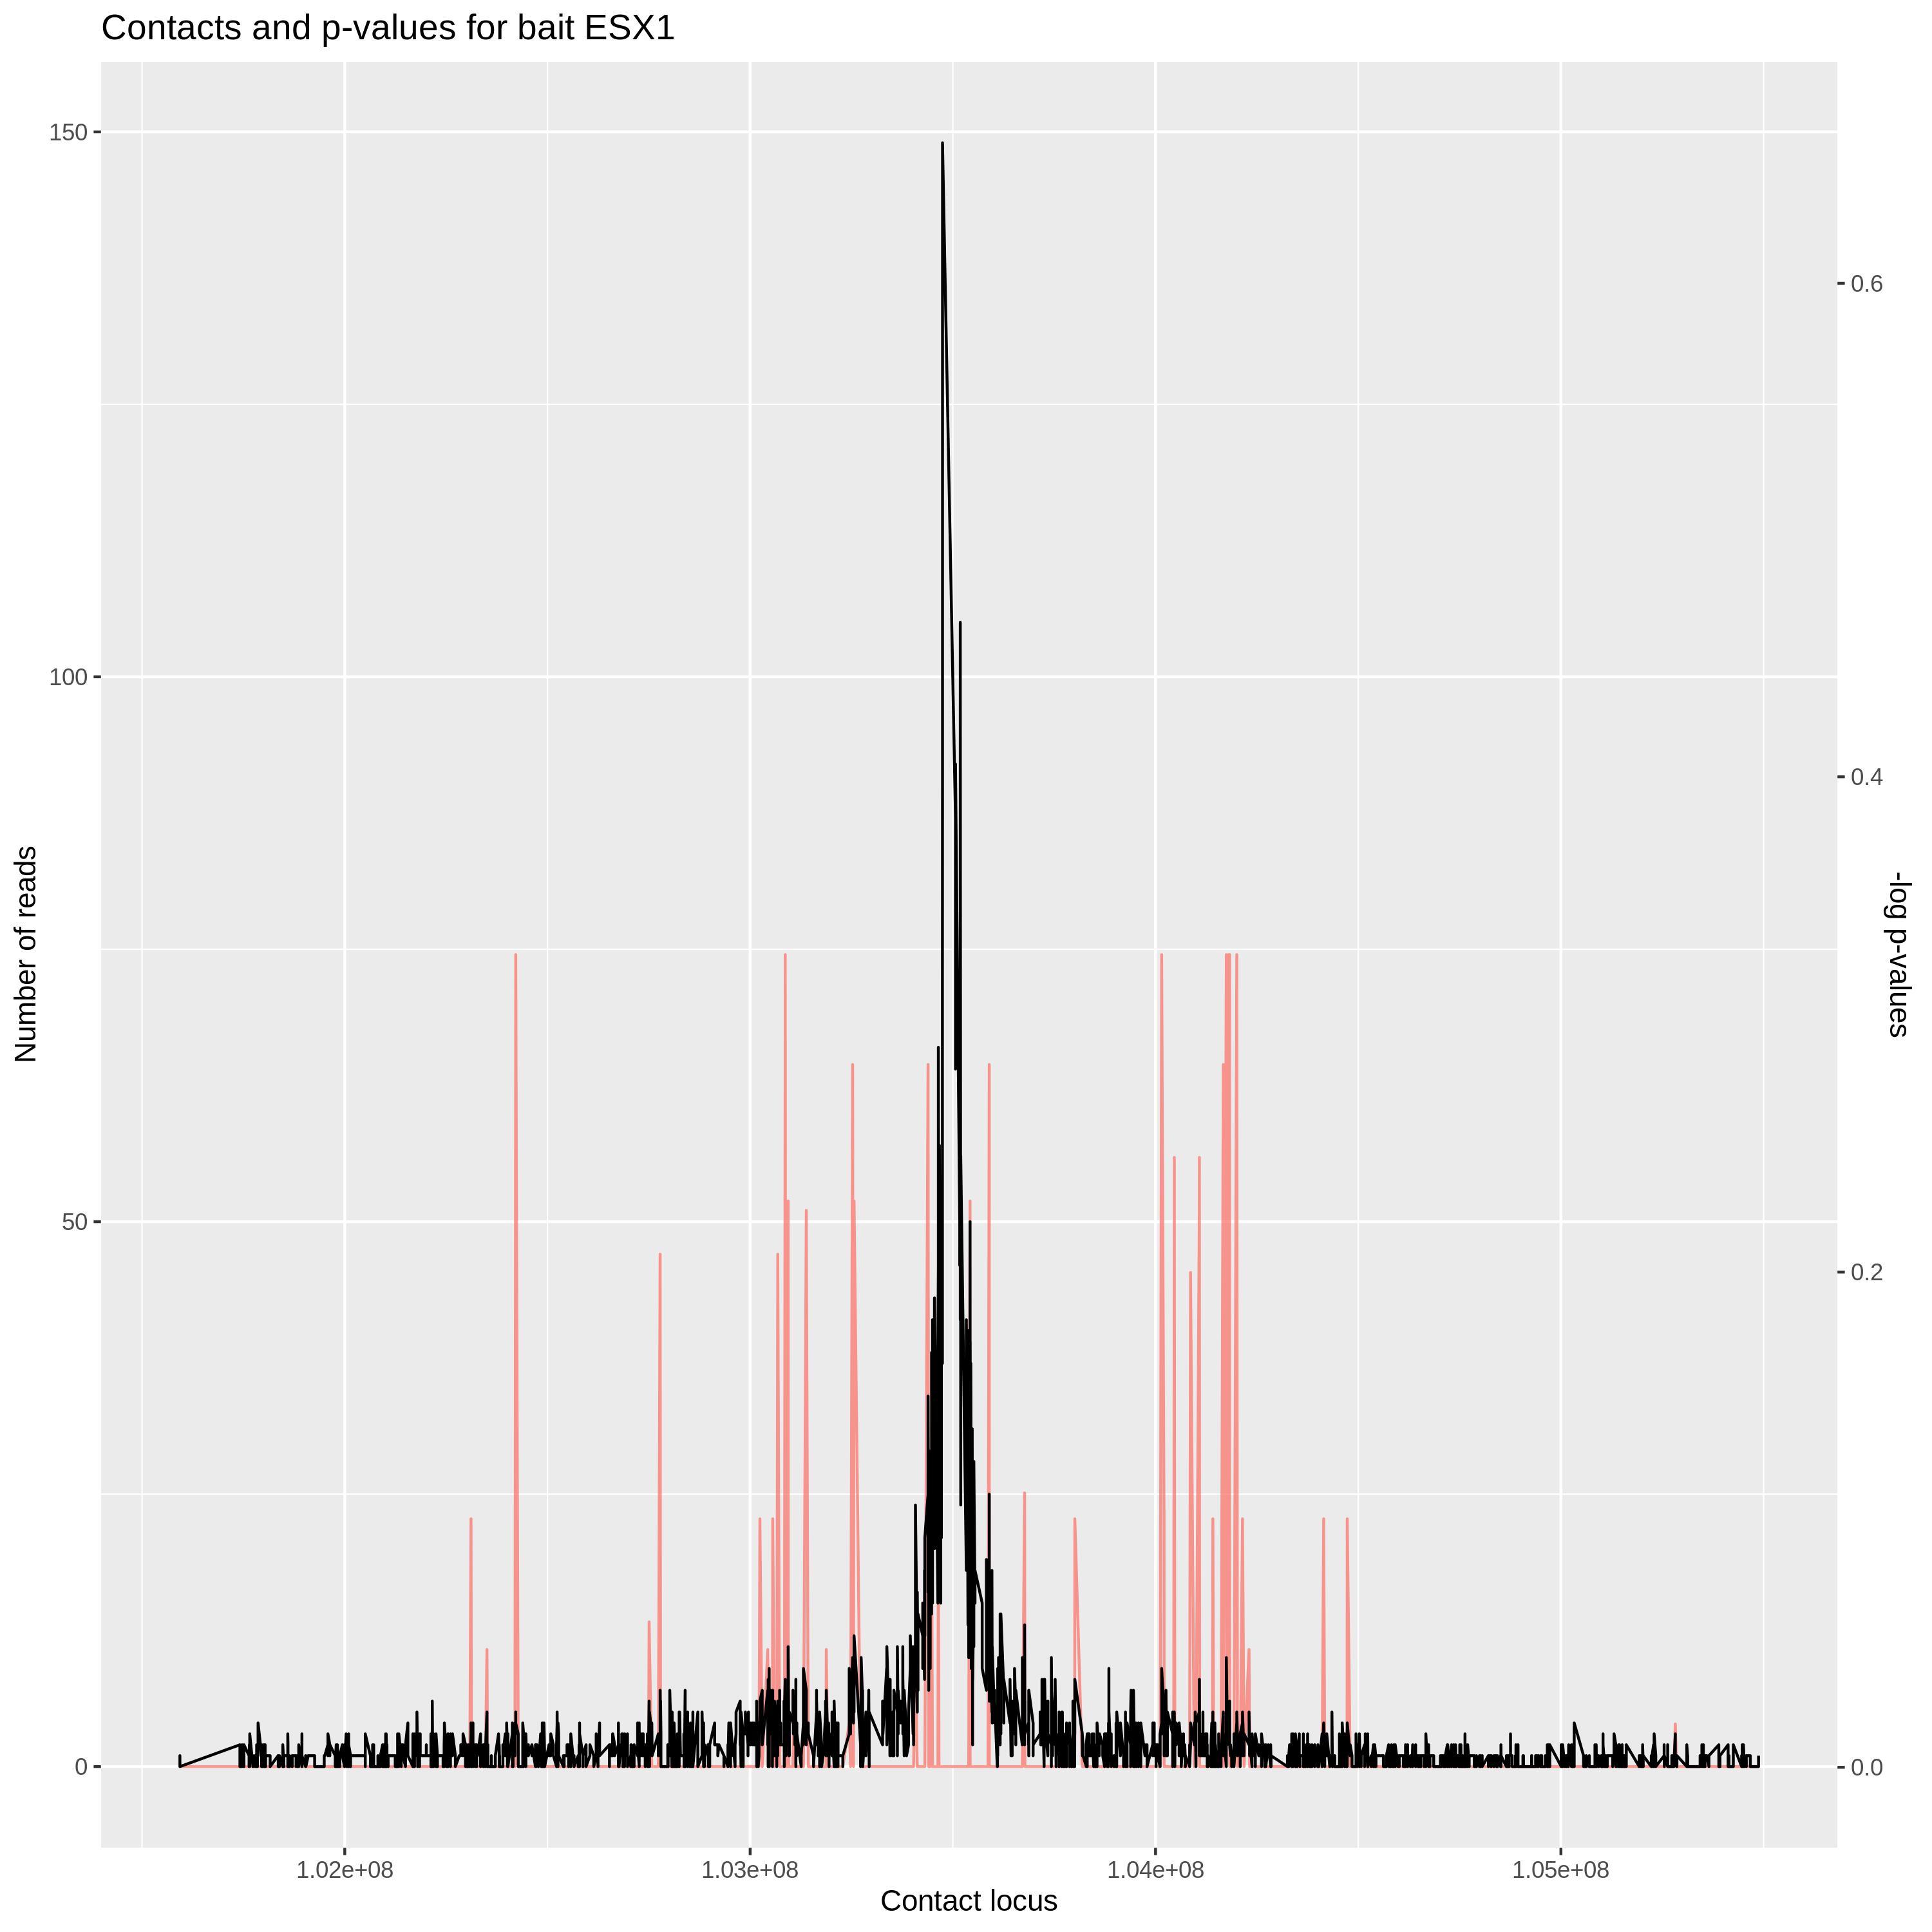 Contacts and p-values for bait ESX1
150
100
50
0
Number of reads
0.6
0.4
0.2
0.0
-log p-values
1.02e+08
1.03e+08
1.04e+08
1.05e+08
Contact locus